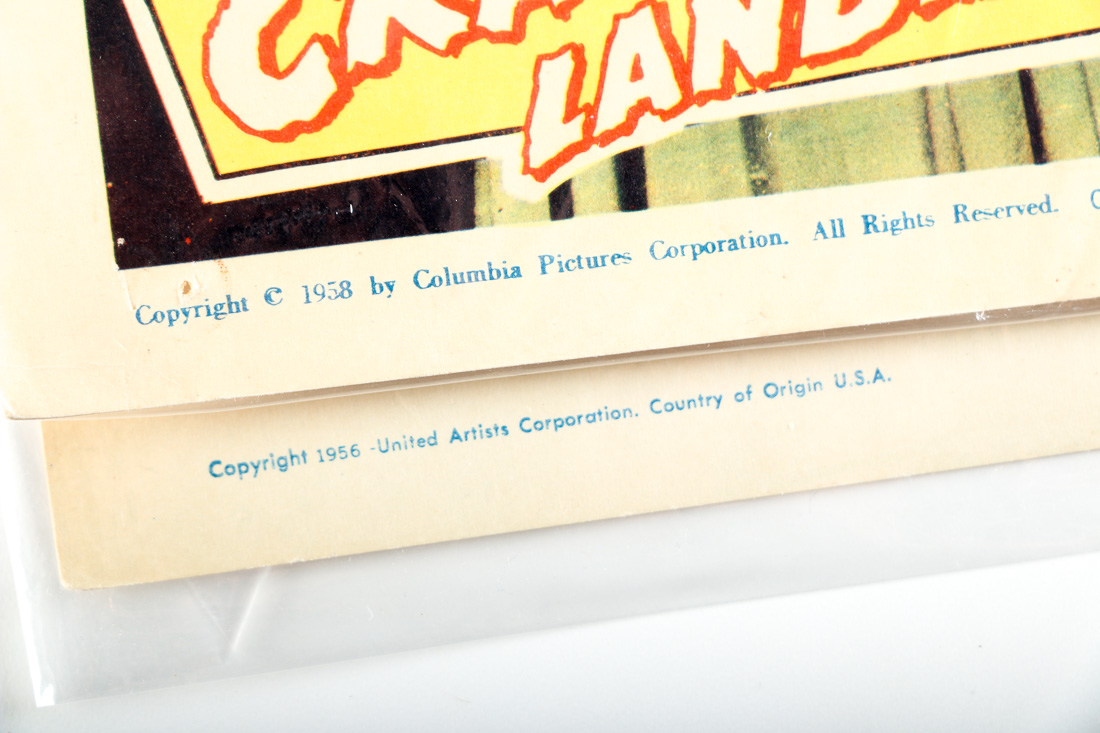 LAND
Copyright © 1958 by Columbia Pictures Corporation. All Rights Reserved.
Copyright 1956 -United Artists Corporation. Country of Origin U.S.A.